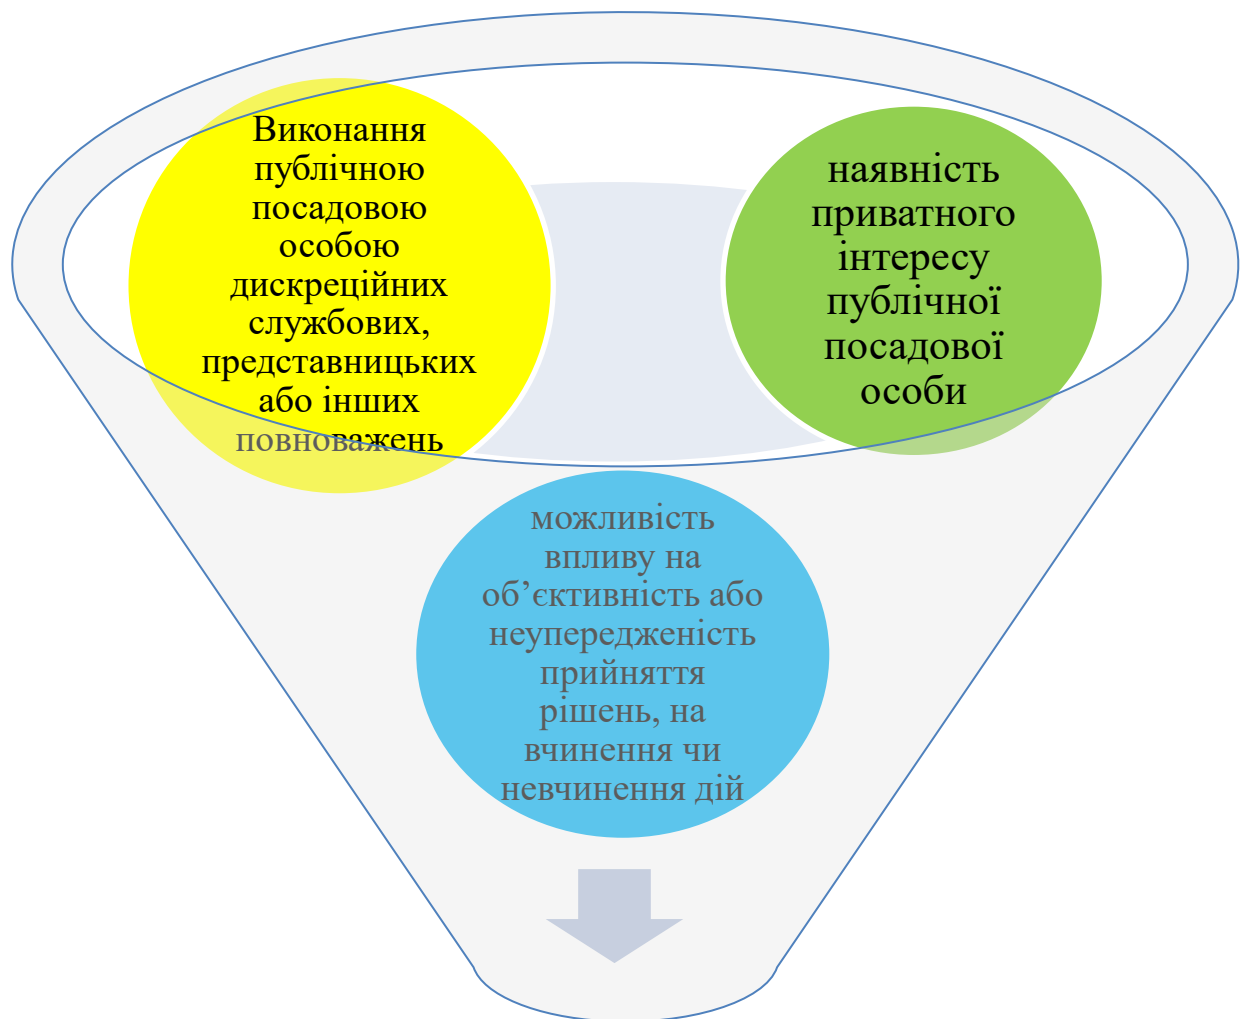 Виконання
публічною
посадовою
особою
дискреційних
службових,
представницьких
або інших
повноважень
наявність
приватного
інтересу
публічної
посадової
особи
можливість
впливу на
об’єктивність або
неупередженість
прийняття
рішень, на
вчинення чи
невчинення дій